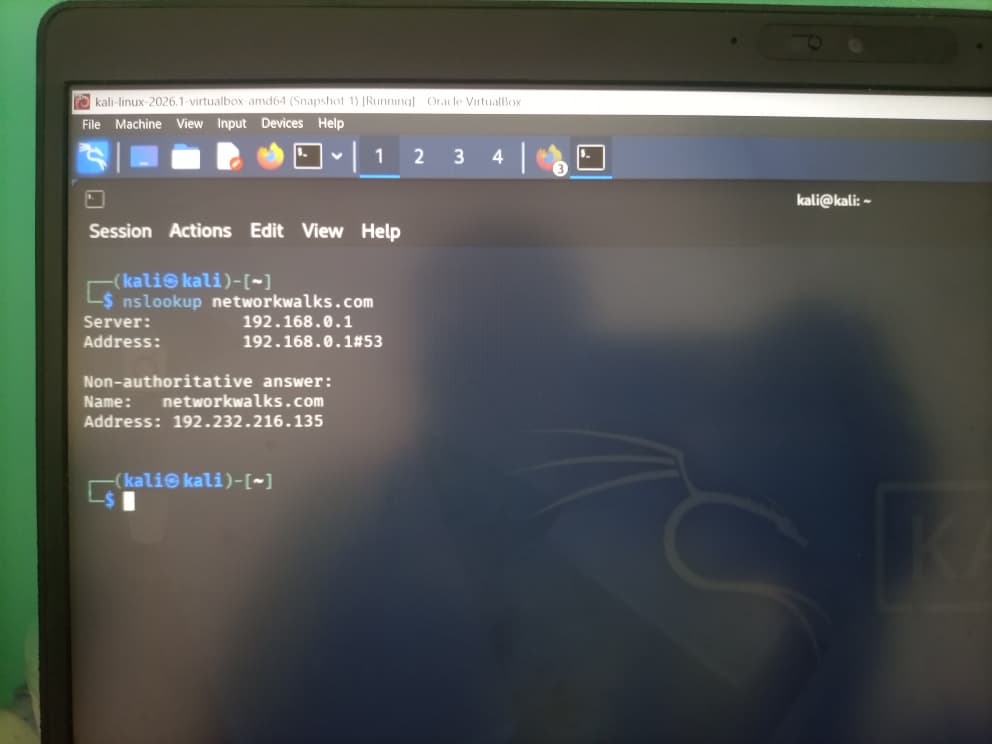 kali-linux-2026.1-virtualbox-amd64 (Snapshot 1) [Running] - Oracle VirtualBox
File Machine View Input Devices Help
1 2 3 4 3
kali@kali: ~
Session Actions Edit View Help
┌──(kali㉿kali)-[~]
└─$ nslookup networkwalks.com
Server: 192.168.0.1
Address: 192.168.0.1#53
Non-authoritative answer:
Name: networkwalks.com
Address: 192.232.216.135
┌──(kali㉿kali)-[~]
└─$
KA